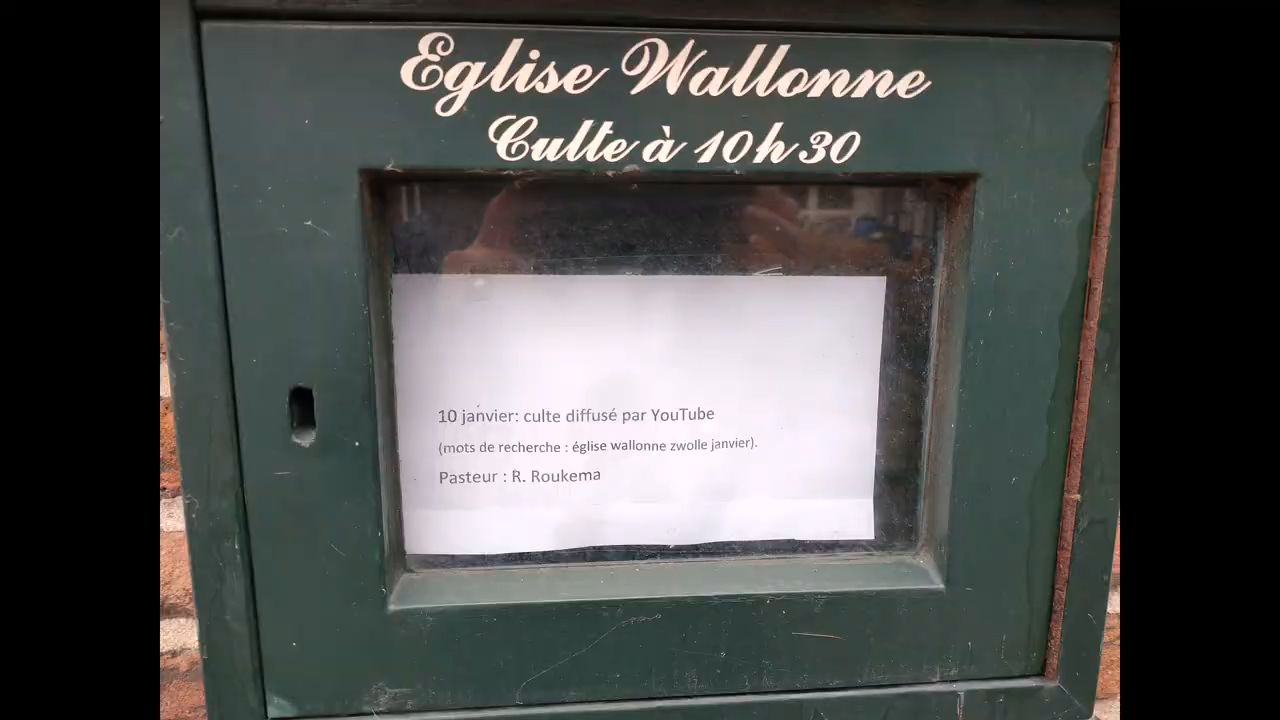 Eglise Wallonne
Culte à 10h30
10 janvier: culte diffusé par YouTube
(mots de recherche : église wallonne zwolle janvier).
Pasteur : R. Roukema